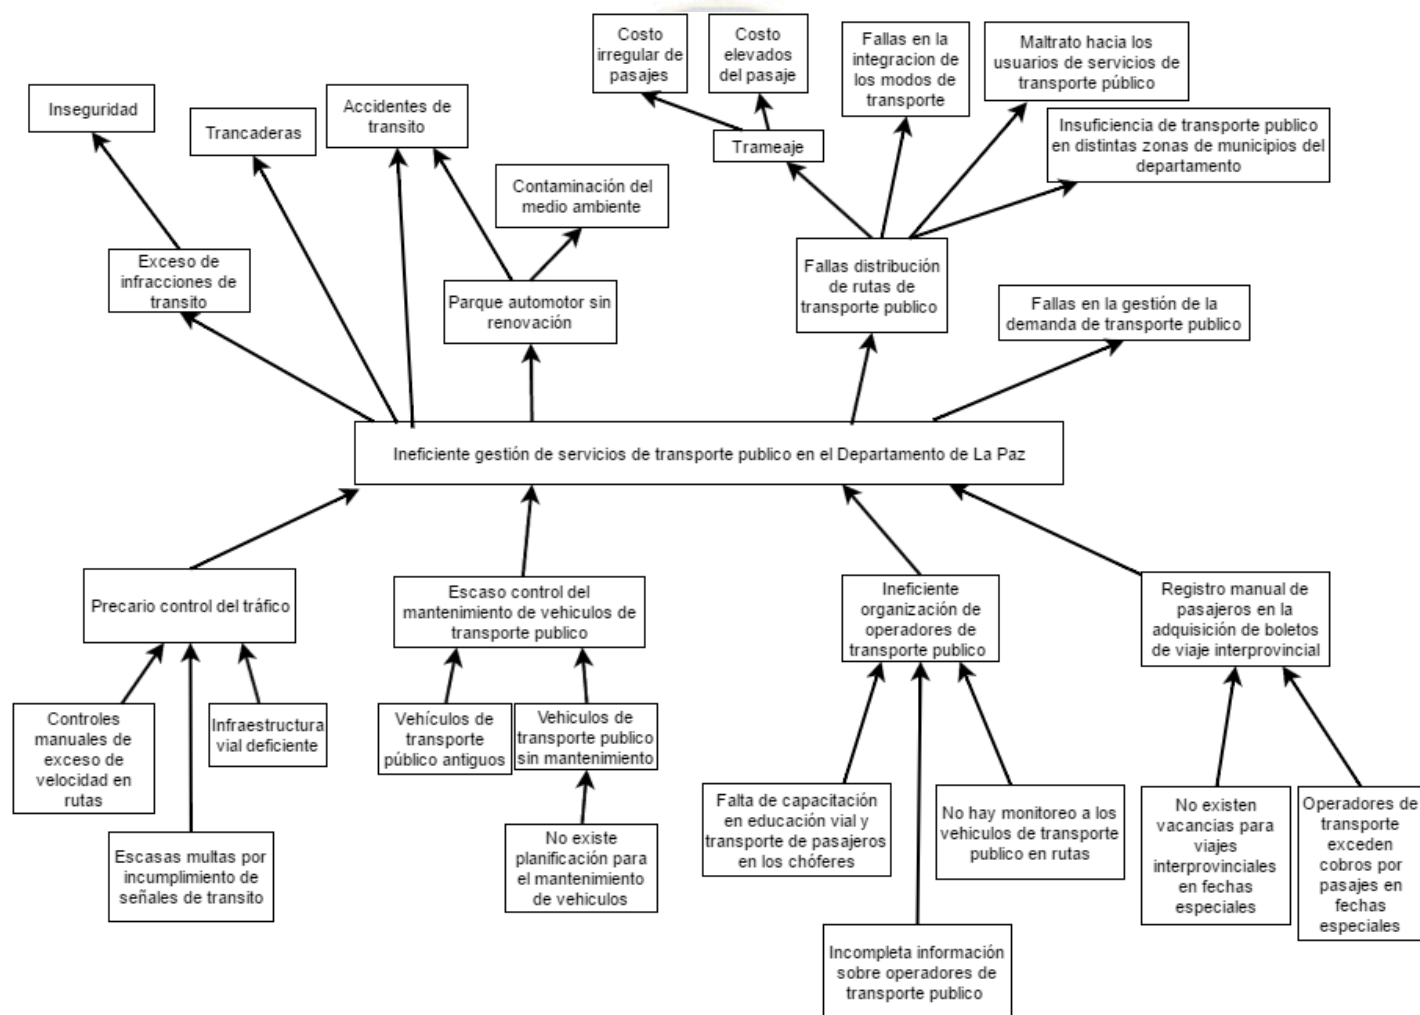 Costo
irregular de
pasajes
Costo
elevados
del pasaje
Fallas en la
integracion de
los modos de
transporte
Maltrato hacia los
usuarios de servicios de
transporte público
Inseguridad
Trancaderas
Accidentes de
transito
Trameaje
Insuficiencia de transporte publico
en distintas zonas de municipios del
departamento
Contaminación del
medio ambiente
Exceso de
infracciones de
transito
Parque automotor sin
renovación
Fallas distribución
de rutas de
transporte publico
Fallas en la gestión de la
demanda de transporte publico
Ineficiente gestión de servicios de transporte publico en el Departamento de La Paz
Precario control del tráfico
Escaso control del
mantenimiento de vehiculos de
transporte publico
Ineficiente
organización de
operadores de
transporte publico
Registro manual de
pasajeros en la
adquisición de boletos
de viaje interprovincial
Controles
manuales de
exceso de
velocidad en
rutas
Infraestructura
vial deficiente
Vehículos de
transporte
público antiguos
Vehiculos de
transporte publico
sin mantenimiento
Escasas multas por
incumplimiento de
señales de transito
No existe
planificación para
el mantenimiento
de vehiculos
Falta de capacitación
en educación vial y
transporte de pasajeros
en los chóferes
No hay monitoreo a los
vehiculos de transporte
publico en rutas
No existen
vacancias para
viajes
interprovinciales
en fechas
especiales
Operadores de
transporte
exceden
cobros por
pasajes en
fechas
especiales
Incompleta información
sobre operadores de
transporte publico